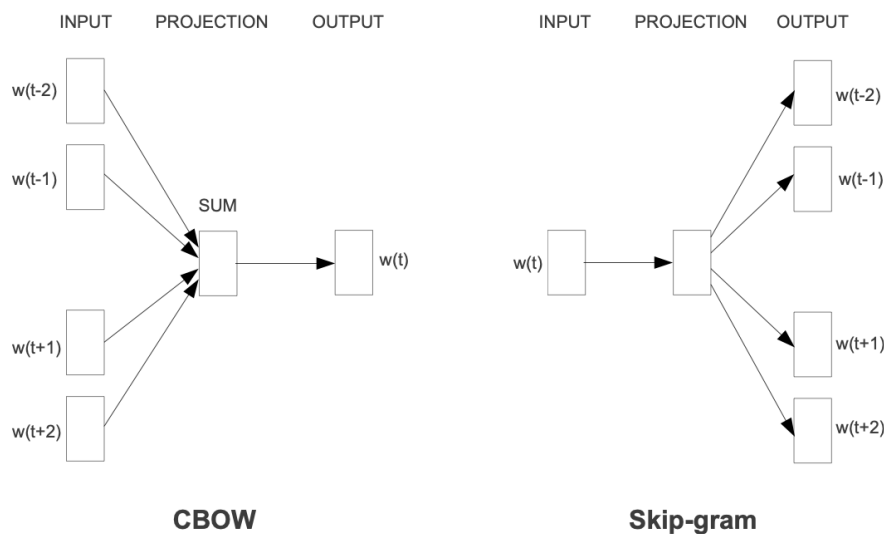 INPUT PROJECTION OUTPUT
w(t-2)
w(t-1)
SUM
w(t)
w(t+1)
w(t+2)
CBOW
INPUT PROJECTION OUTPUT
w(t-2)
w(t-1)
w(t)
w(t+1)
w(t+2)
Skip-gram